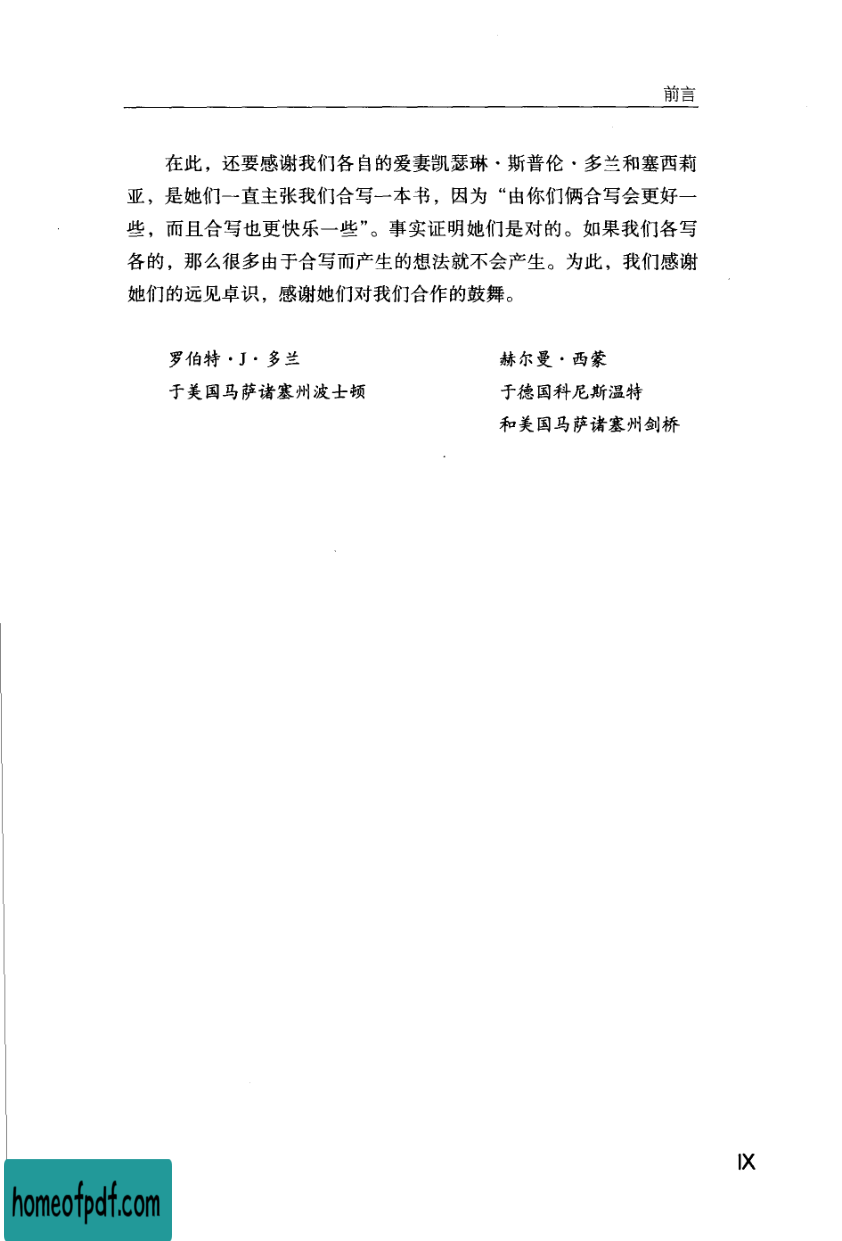 前言
在此，还要感谢我们各自的爱妻凯瑟琳·斯普伦·多兰和塞西莉
亚，是她们一直主张我们合写一本书，因为“由你们俩合写会更好一
些，而且合写也更快乐一些”。事实证明她们是对的。如果我们各写
各的，那么很多由于合写而产生的想法就不会产生。为此，我们感谢
她们的远见卓识，感谢她们对我们合作的鼓舞。
罗伯特·J·多兰
于美国马萨诸塞州波士顿
赫尔曼·西蒙
于德国科尼斯温特
和美国马萨诸塞州剑桥
IX
homeofpdf.com